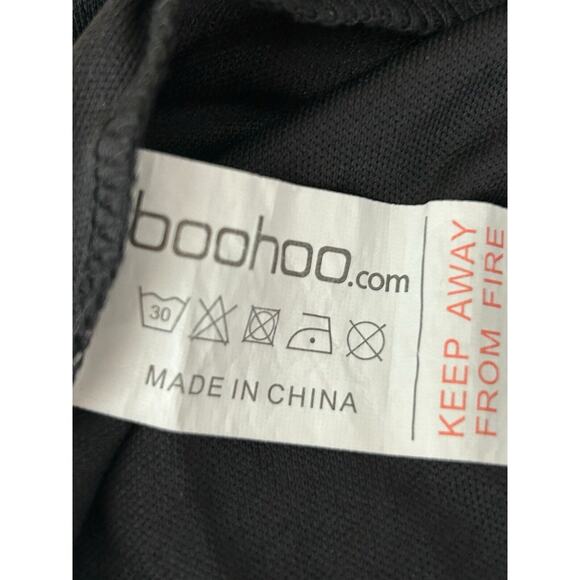 boohoo.com
30
MADE IN CHINA
KEEP AWAY
FROM FIRE